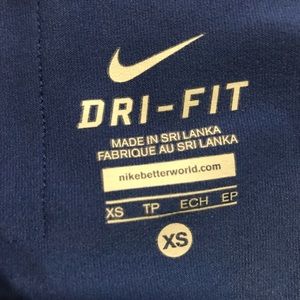 DRI-FIT
MADE IN SRI LANKA
FABRIQUE AU SRI LANKA
nikebetterworld.com
XS TP ECH EP
XS